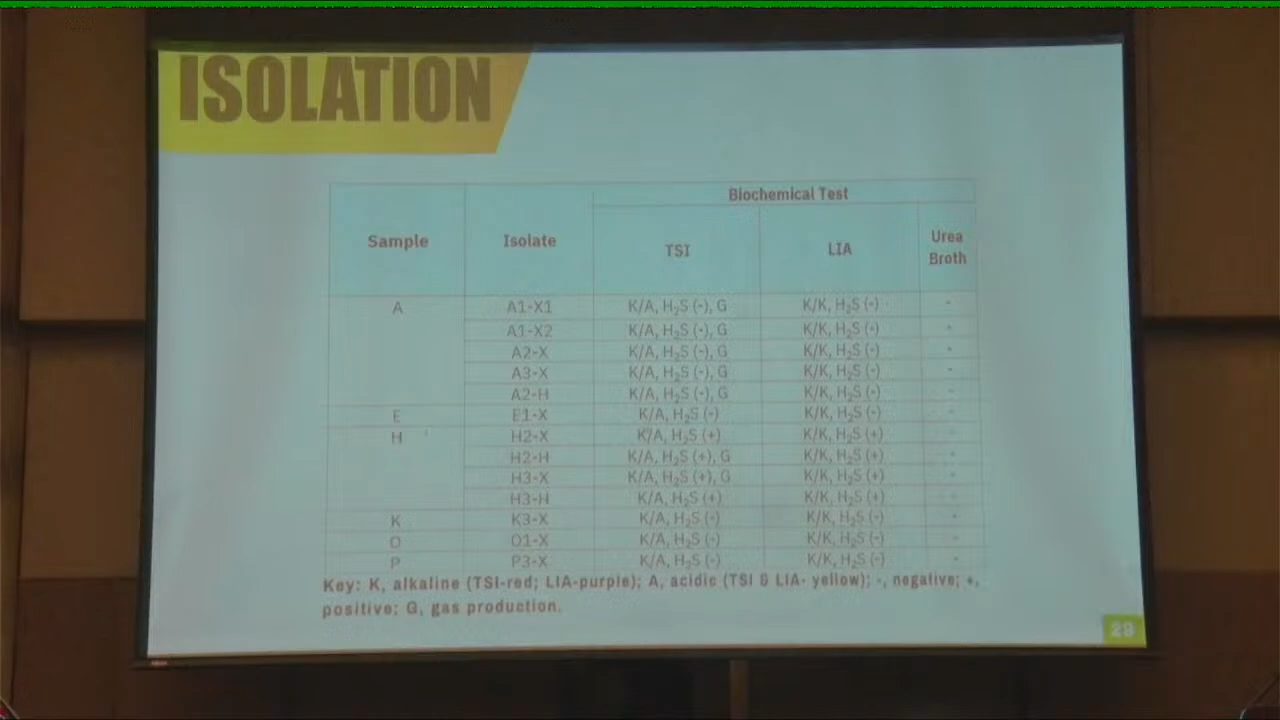 ISOLATION
Biochemical Test
Sample Isolate TSI LIA Urea Broth
A A1-X1 K/A, H₂S (-), G K/K, H₂S (-) -
A1-X2 K/A, H₂S (-), G K/K, H₂S (-) -
A2-X K/A, H₂S (-), G K/K, H₂S (-) -
A3-X K/A, H₂S (-), G K/K, H₂S (-) -
A2-H K/A, H₂S (-), G K/K, H₂S (-) -
E E1-X K/A, H₂S (-) K/K, H₂S (-)
H H2-X K/A, H₂S (+) K/K, H₂S (+)
H2-H K/A, H₂S (+), G K/K, H₂S (+)
H3-X K/A, H₂S (+), G K/K, H₂S (+)
H3-H K/A, H₂S (+) K/K, H₂S (+)
K K3-X K/A, H₂S (-) K/K, H₂S (-) -
O O1-X K/A, H₂S (-) K/K, H₂S (-) -
P P3-X K/A, H₂S (-) K/K, H₂S (-) -
Key: K, alkaline (TSI-red; LIA-purple); A, acidic (TSI & LIA- yellow); -, negative; +,
positive; G, gas production.
29